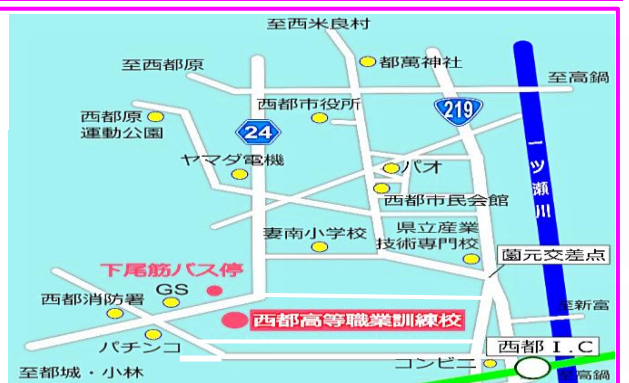 至西米良村
至西都原
都萬神社
至高鍋
西都市役所
219
西都原
運動公園
24
一ツ瀬川
ヤマダ電機
パオ
西都市民会館
妻南小学校
県立産業
技術専門校
薗元交差点
下尾筋バス停
GS
西都消防署
西都高等職業訓練校
至新富
パチンコ
西都I.C
コンビニ
至都城・小林
至高鍋